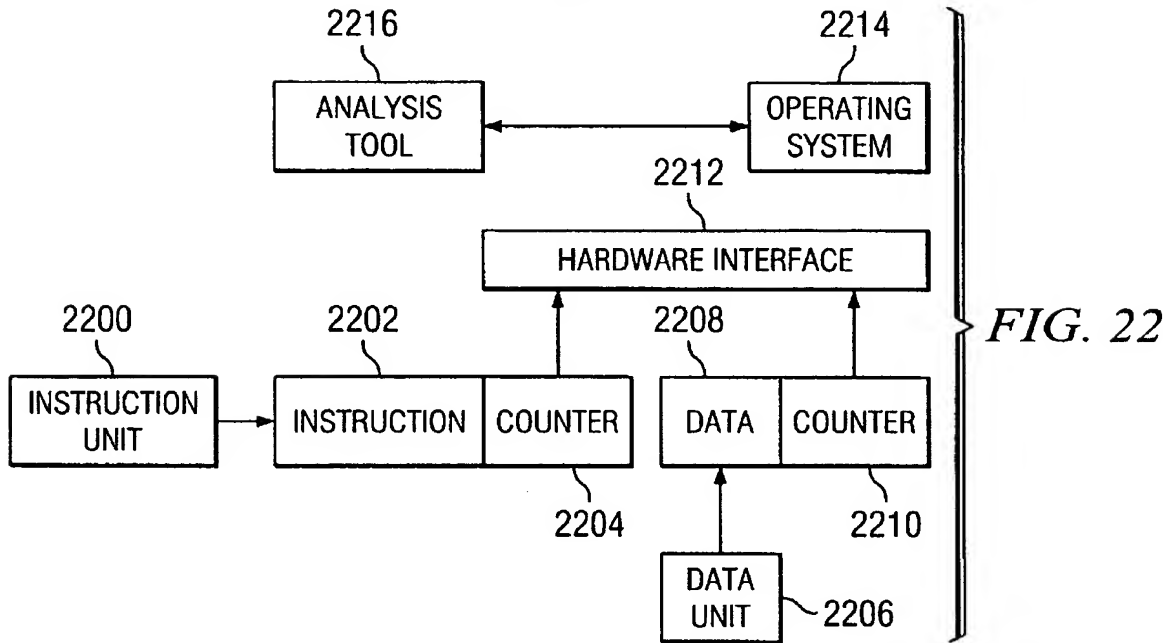 2216
2214
ANALYSIS
TOOL
OPERATING
SYSTEM
2212
HARDWARE INTERFACE
2200
2202
2208
FIG. 22
INSTRUCTION
UNIT
INSTRUCTION
COUNTER
DATA
COUNTER
2204
2210
DATA
UNIT
2206